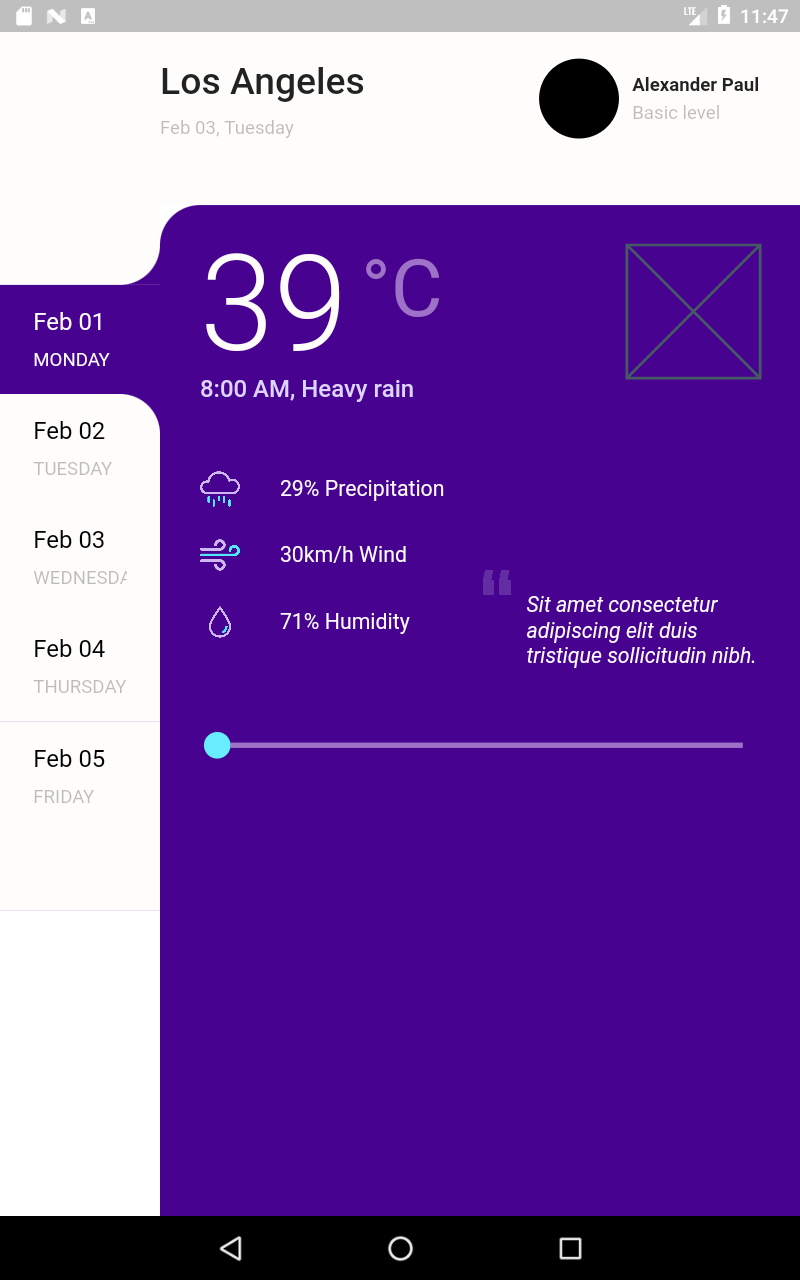 LTE 11:47
Los Angeles
Feb 03, Tuesday
Alexander Paul
Basic level
Feb 01
MONDAY
Feb 02
TUESDAY
Feb 03
WEDNESDA
Feb 04
THURSDAY
Feb 05
FRIDAY
39 °C
8:00 AM, Heavy rain
29% Precipitation
30km/h Wind
71% Humidity
"
Sit amet consectetur
adipiscing elit duis
tristique sollicitudin nibh.